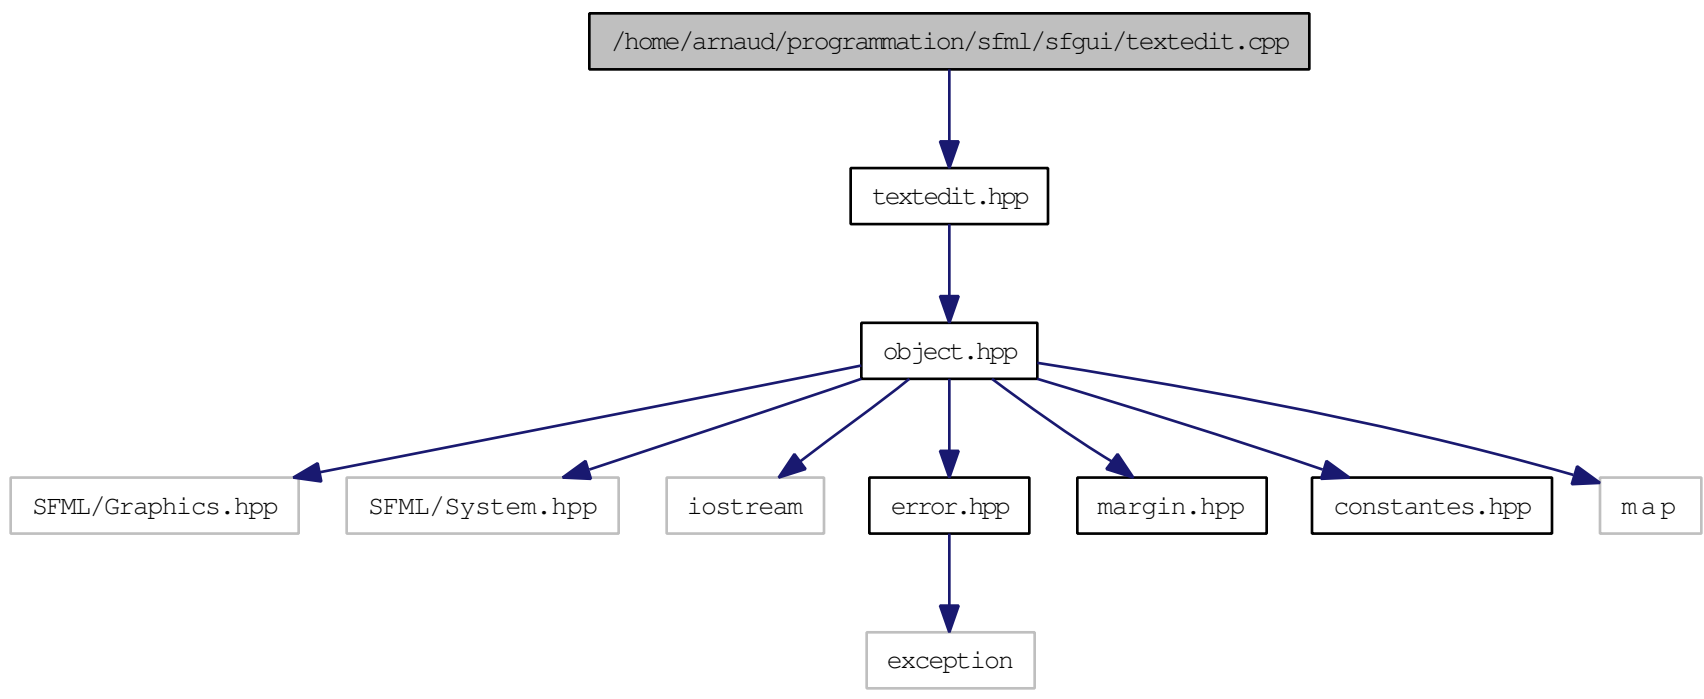 /home/arnaud/programmation/sfml/sfgui/textedit.cpp
textedit.hpp
object.hpp
SFML/Graphics.hpp
SFML/System.hpp
iostream
error.hpp
margin.hpp
constantes.hpp
map
exception